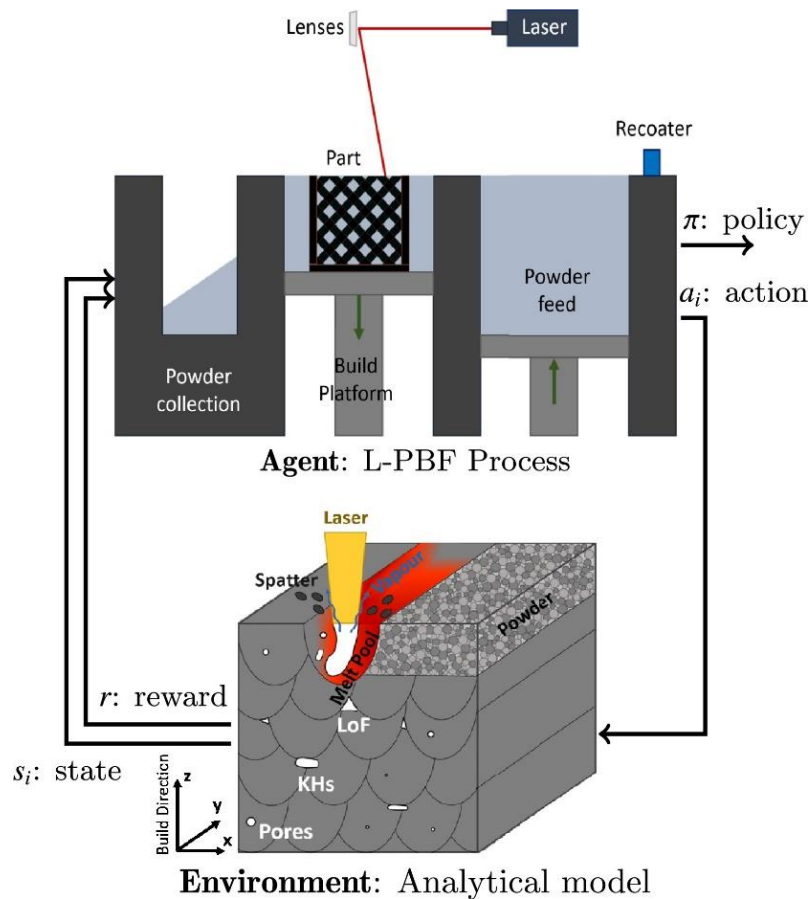 Lenses
Laser
Recoater
Part
π: policy
Powder
feed
aᵢ: action
Build
Platform
Powder
collection
Agent: L-PBF Process
Laser
Spatter
Vapour
Powder
Melt Pool
r: reward
LoF
sᵢ: state
KHs
Build Direction
z
y
x
Pores
Environment: Analytical model